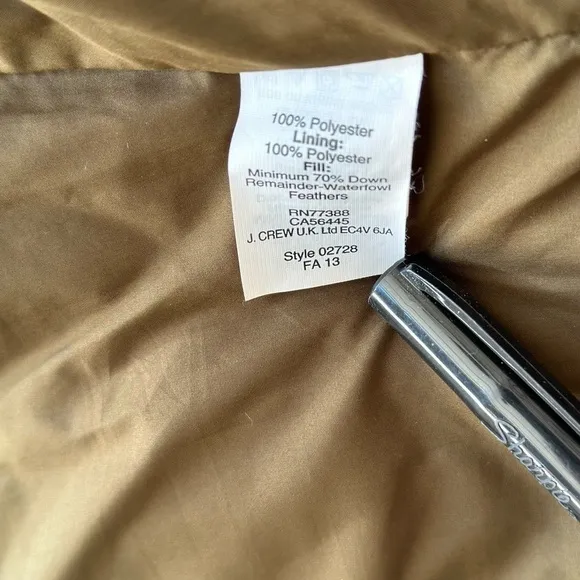 100% Polyester
Lining:
100% Polyester
Fill:
Minimum 70% Down
Remainder-Waterfowl
Feathers
RN77388
CA56445
J. CREW U.K. Ltd EC4V 6JA
Style 02728
FA 13